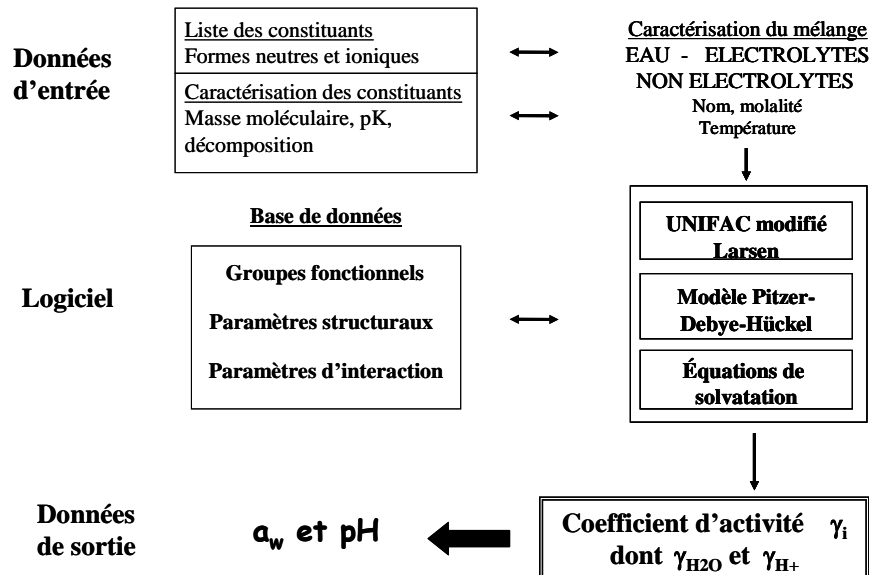 Données
d'entrée
Liste des constituants
Formes neutres et ioniques
Caractérisation des constituants
Masse moléculaire, pK,
décomposition
Caractérisation du mélange
EAU - ELECTROLYTES
NON ELECTROLYTES
Nom, molalité
Température
Logiciel
Base de données
Groupes fonctionnels
Paramètres structuraux
Paramètres d'interaction
UNIFAC modifié
Larsen
Modèle Pitzer-
Debye-Hückel
Équations de
solvatation
Données
de sortie
aw et pH
Coefficient d'activité γi
dont γH2O et γH+